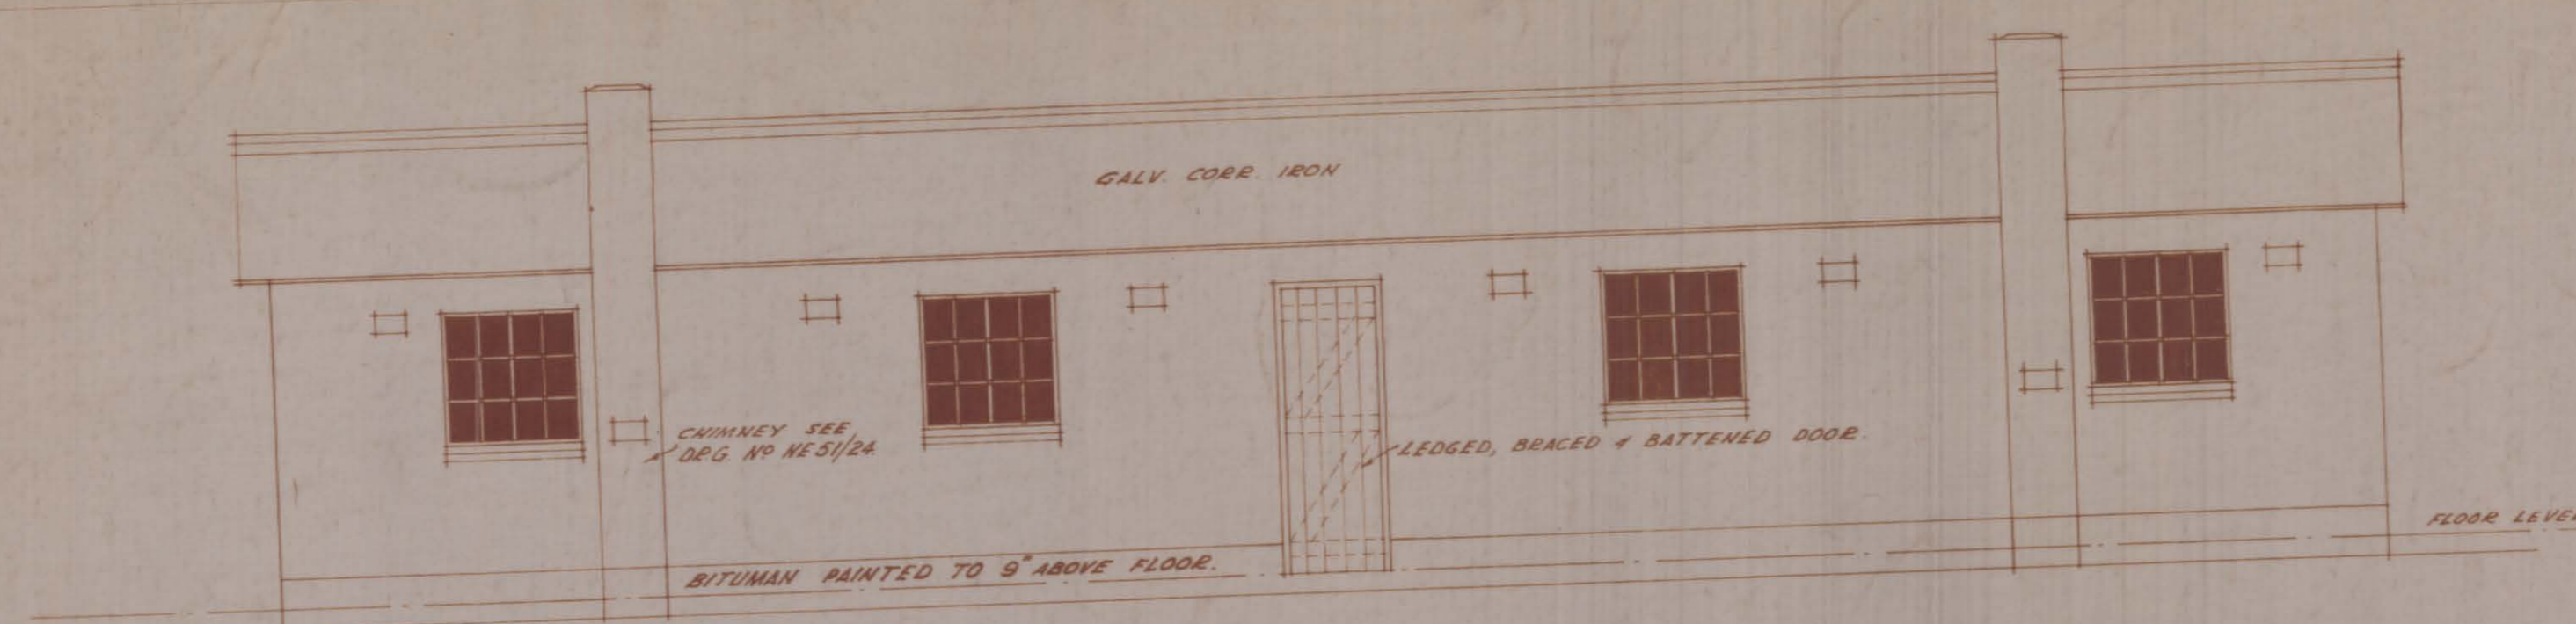 GALV. CORR. IRON
CHIMNEY SEE
DRG. No NE 51/24.
LEDGED, BRACED & BATTENED DOOR.
FLOOR LEVEL
BITUMAN PAINTED TO 9" ABOVE FLOOR.